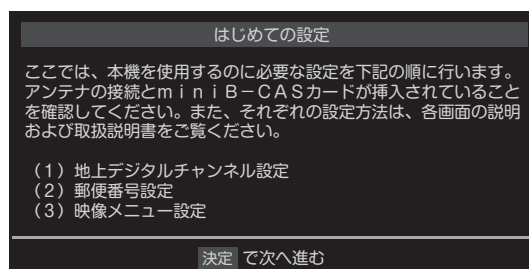 はじめての設定
ここでは、本機を使用するのに必要な設定を下記の順に行います。
アンテナの接続とｍｉｎｉＢ－ＣＡＳカードが挿入されていること
を確認してください。また、それぞれの設定方法は、各画面の説明
および取扱説明書をご覧ください。
（１）地上デジタルチャンネル設定
（２）郵便番号設定
（３）映像メニュー設定
決定 で次へ進む